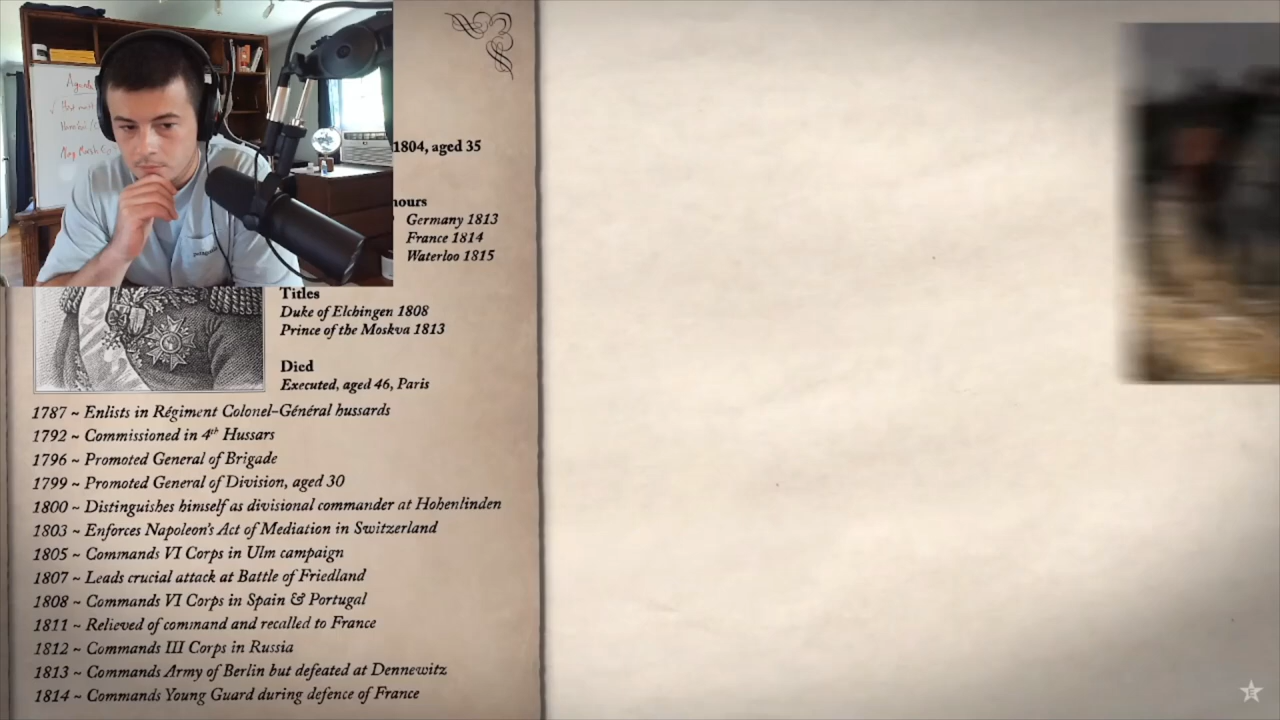 1804, aged 35
Germany 1813
France 1814
Waterloo 1815
Titles
Duke of Elchingen 1808
Prince of the Moskva 1813
Died
Executed, aged 46, Paris
1787 ~ Enlists in Régiment Colonel-Général hussards
1792 ~ Commissioned in 4th Hussars
1796 ~ Promoted General of Brigade
1799 ~ Promoted General of Division, aged 30
1800 ~ Distinguishes himself as divisional commander at Hohenlinden
1803 ~ Enforces Napoleon's Act of Mediation in Switzerland
1805 ~ Commands VI Corps in Ulm campaign
1807 ~ Leads crucial attack at Battle of Friedland
1808 ~ Commands VI Corps in Spain & Portugal
1811 ~ Relieved of command and recalled to France
1812 ~ Commands III Corps in Russia
1813 ~ Commands Army of Berlin but defeated at Dennewitz
1814 ~ Commands Young Guard during defence of France